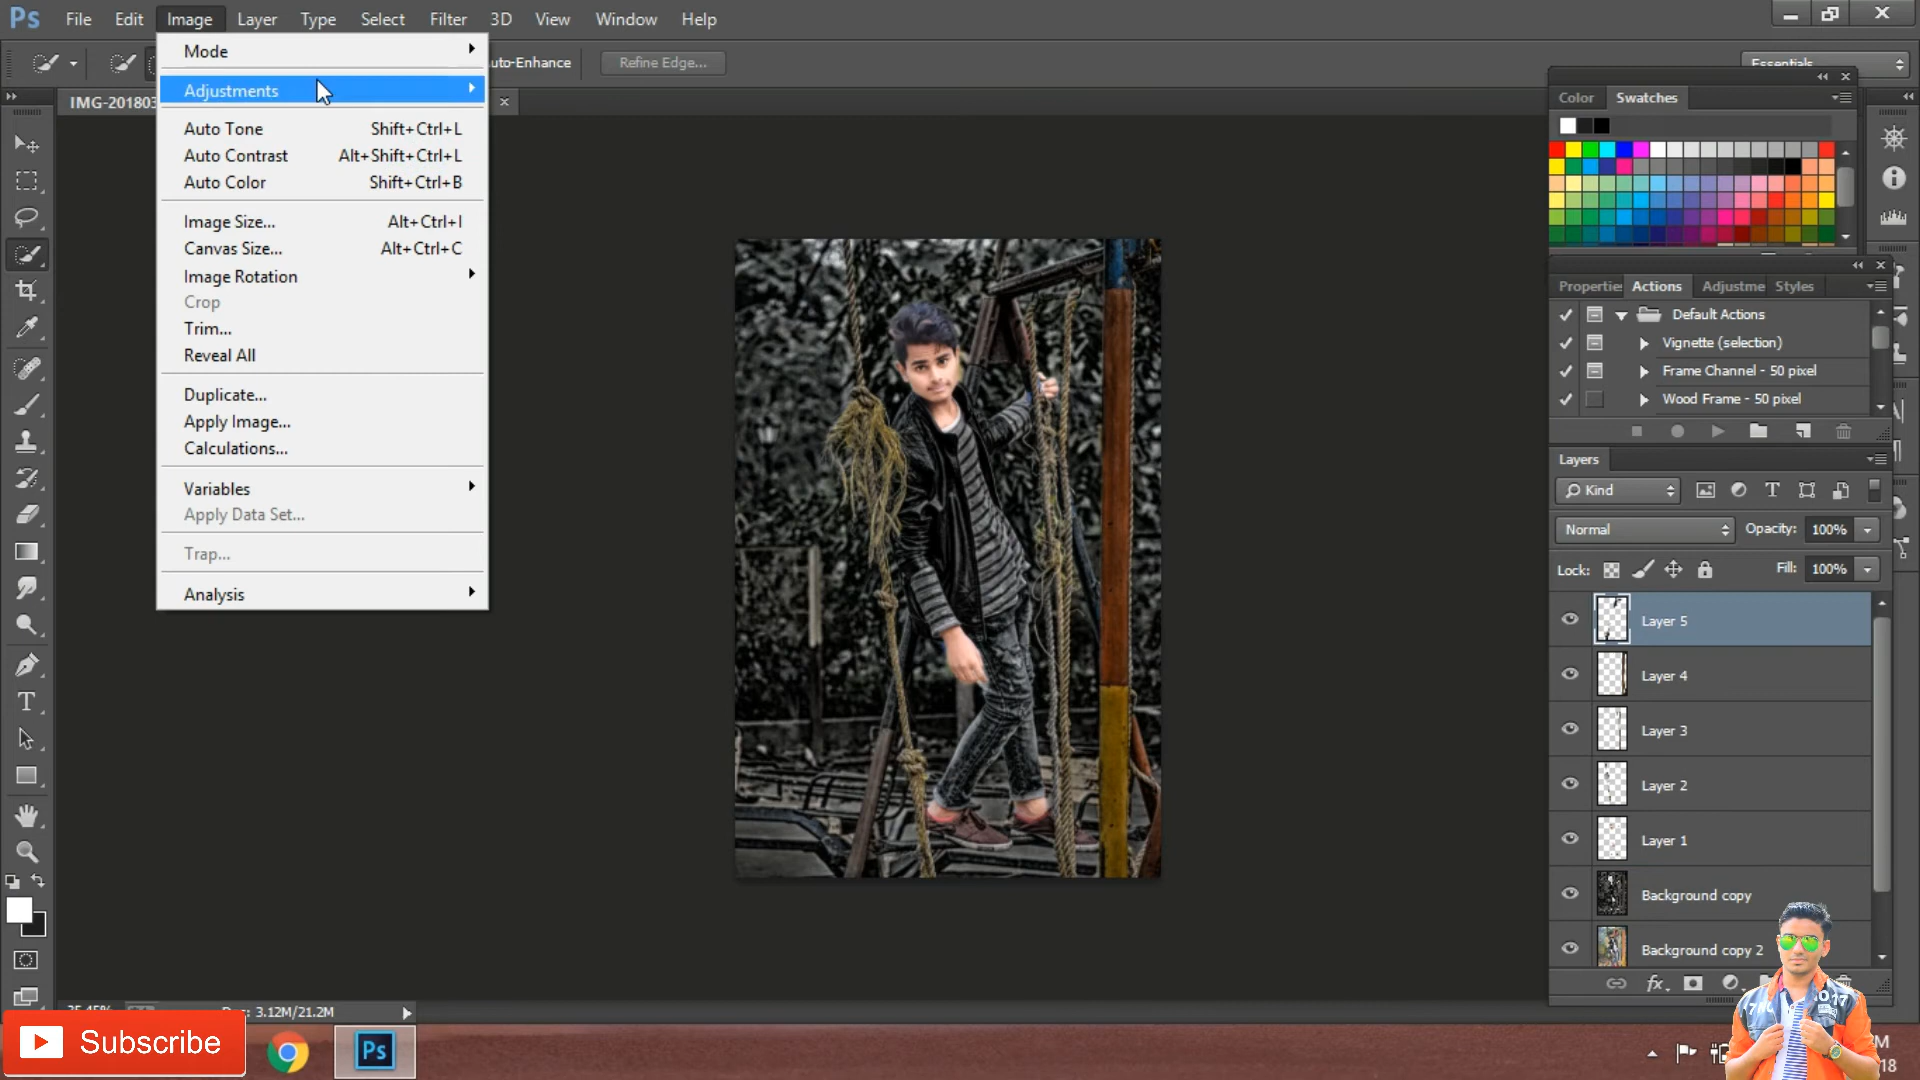 Ps File Edit Image Layer Type Select Filter 3D View Window Help
Mode
uto-Enhance Refine Edge... Essentials
Adjustments
IMG-20180
Auto Tone Shift+Ctrl+L
Auto Contrast Alt+Shift+Ctrl+L
Auto Color Shift+Ctrl+B
Image Size... Alt+Ctrl+I
Canvas Size... Alt+Ctrl+C
Image Rotation
Crop
Trim...
Reveal All
Duplicate...
Apply Image...
Calculations...
Variables
Apply Data Set...
Trap...
Analysis
Color Swatches
Propertie Actions Adjustme Styles
Default Actions
Vignette (selection)
Frame Channel - 50 pixel
Wood Frame - 50 pixel
Layers
Kind
Normal Opacity: 100%
Lock: Fill: 100%
Layer 5
Layer 4
Layer 3
Layer 2
Layer 1
Background copy
Background copy 2
3.12M/21.2M
Subscribe
Ps